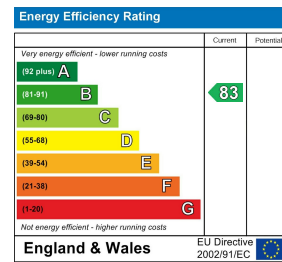 Energy Efficiency Rating
Current Potential
Very energy efficient - lower running costs
(92 plus) A
(81-91) B
83
(69-80) C
(55-68) D
(39-54) E
(21-38) F
(1-20) G
Not energy efficient - higher running costs
England & Wales
EU Directive
2002/91/EC